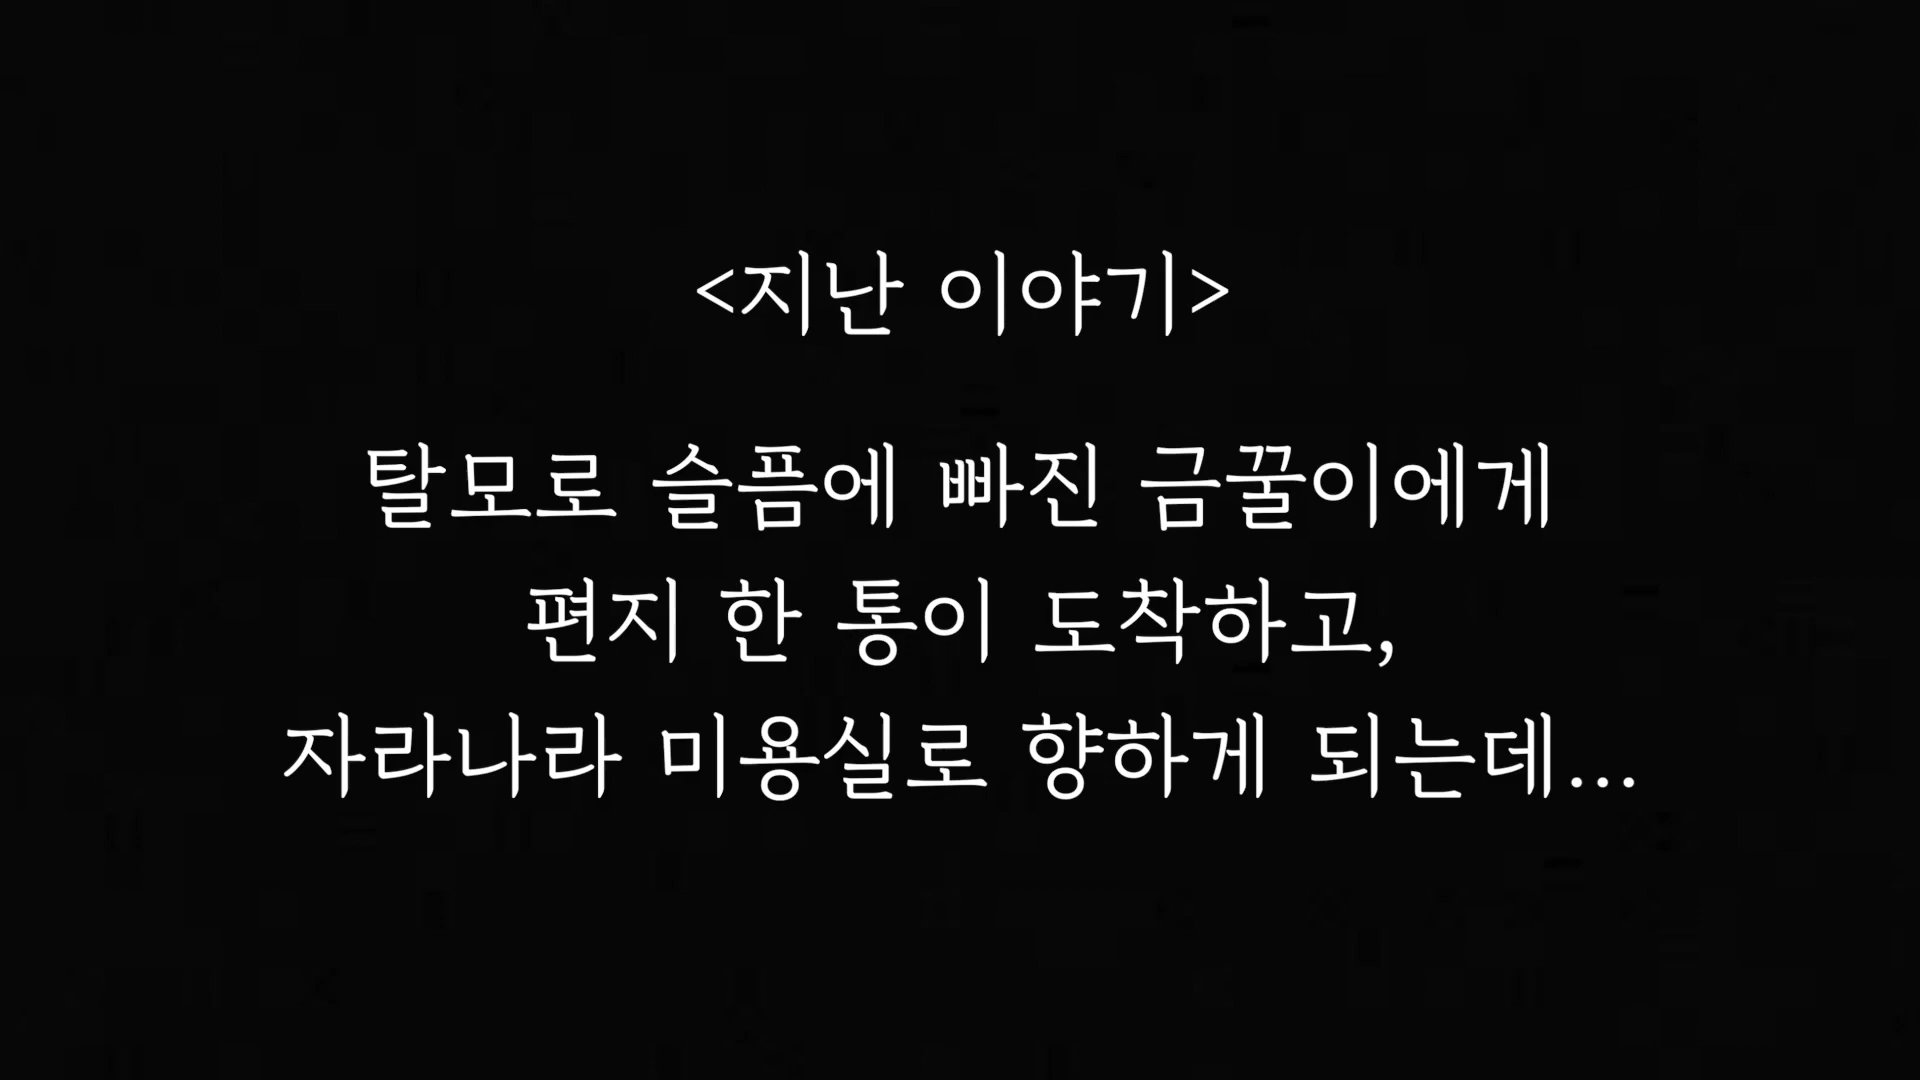 <지난 이야기>
탈모로 슬픔에 빠진 금꿀이에게
편지 한 통이 도착하고,
자라나라 미용실로 향하게 되는데...